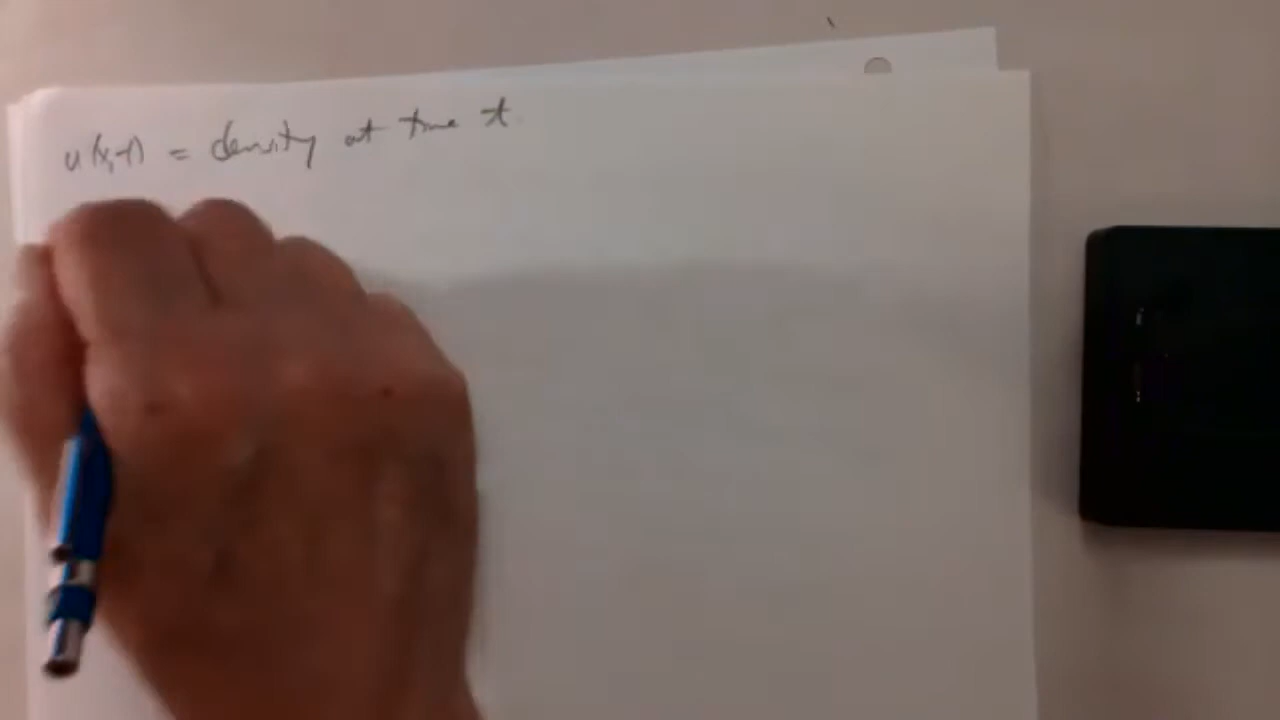 u(x,t) = density at time t